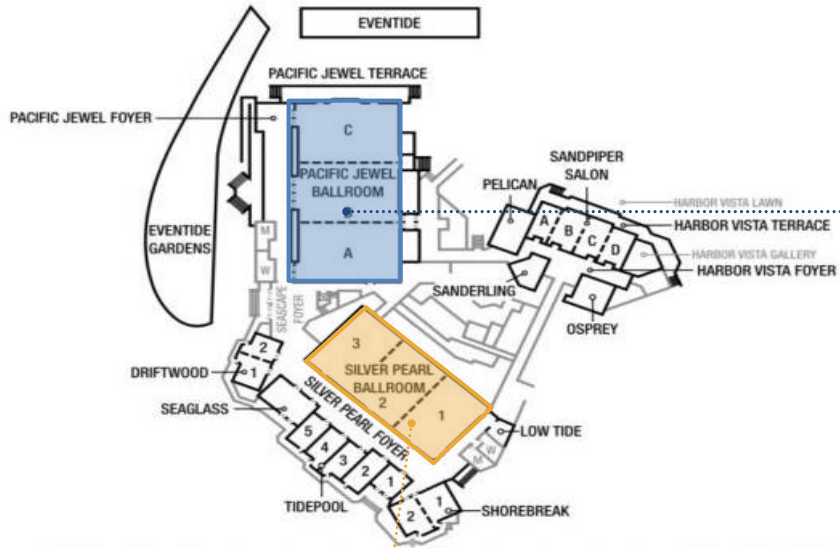 EVENTIDE
PACIFIC JEWEL TERRACE
PACIFIC JEWEL FOYER
C
PACIFIC JEWEL
BALLROOM
A
EVENTIDE
GARDENS
M
W
SEASCAPE
FOYER
SANDPIPER
SALON
PELICAN
A
B
C
D
HARBOR VISTA LAWN
HARBOR VISTA TERRACE
HARBOR VISTA GALLERY
HARBOR VISTA FOYER
SANDERLING
OSPREY
3
SILVER PEARL
BALLROOM
2
1
SILVER PEARL FOYER
2
1
DRIFTWOOD
SEAGLASS
5
4
3
2
1
TIDEPOOL
LOW TIDE
W
M
2
1
SHOREBREAK